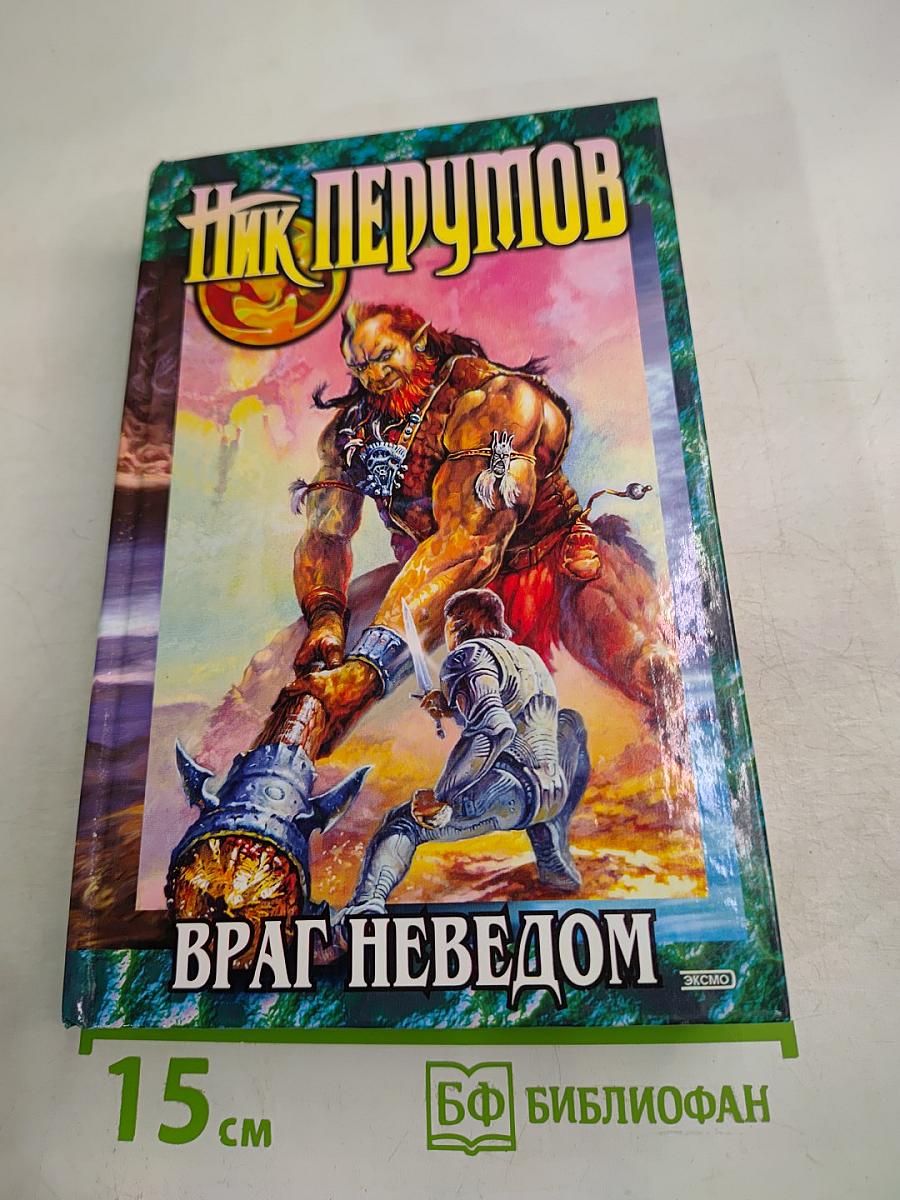 Ник ПЕРУМОВ
ВРАГ НЕВЕДОМ
ЭКСМО
15 см
БФ БИБЛИОФАН